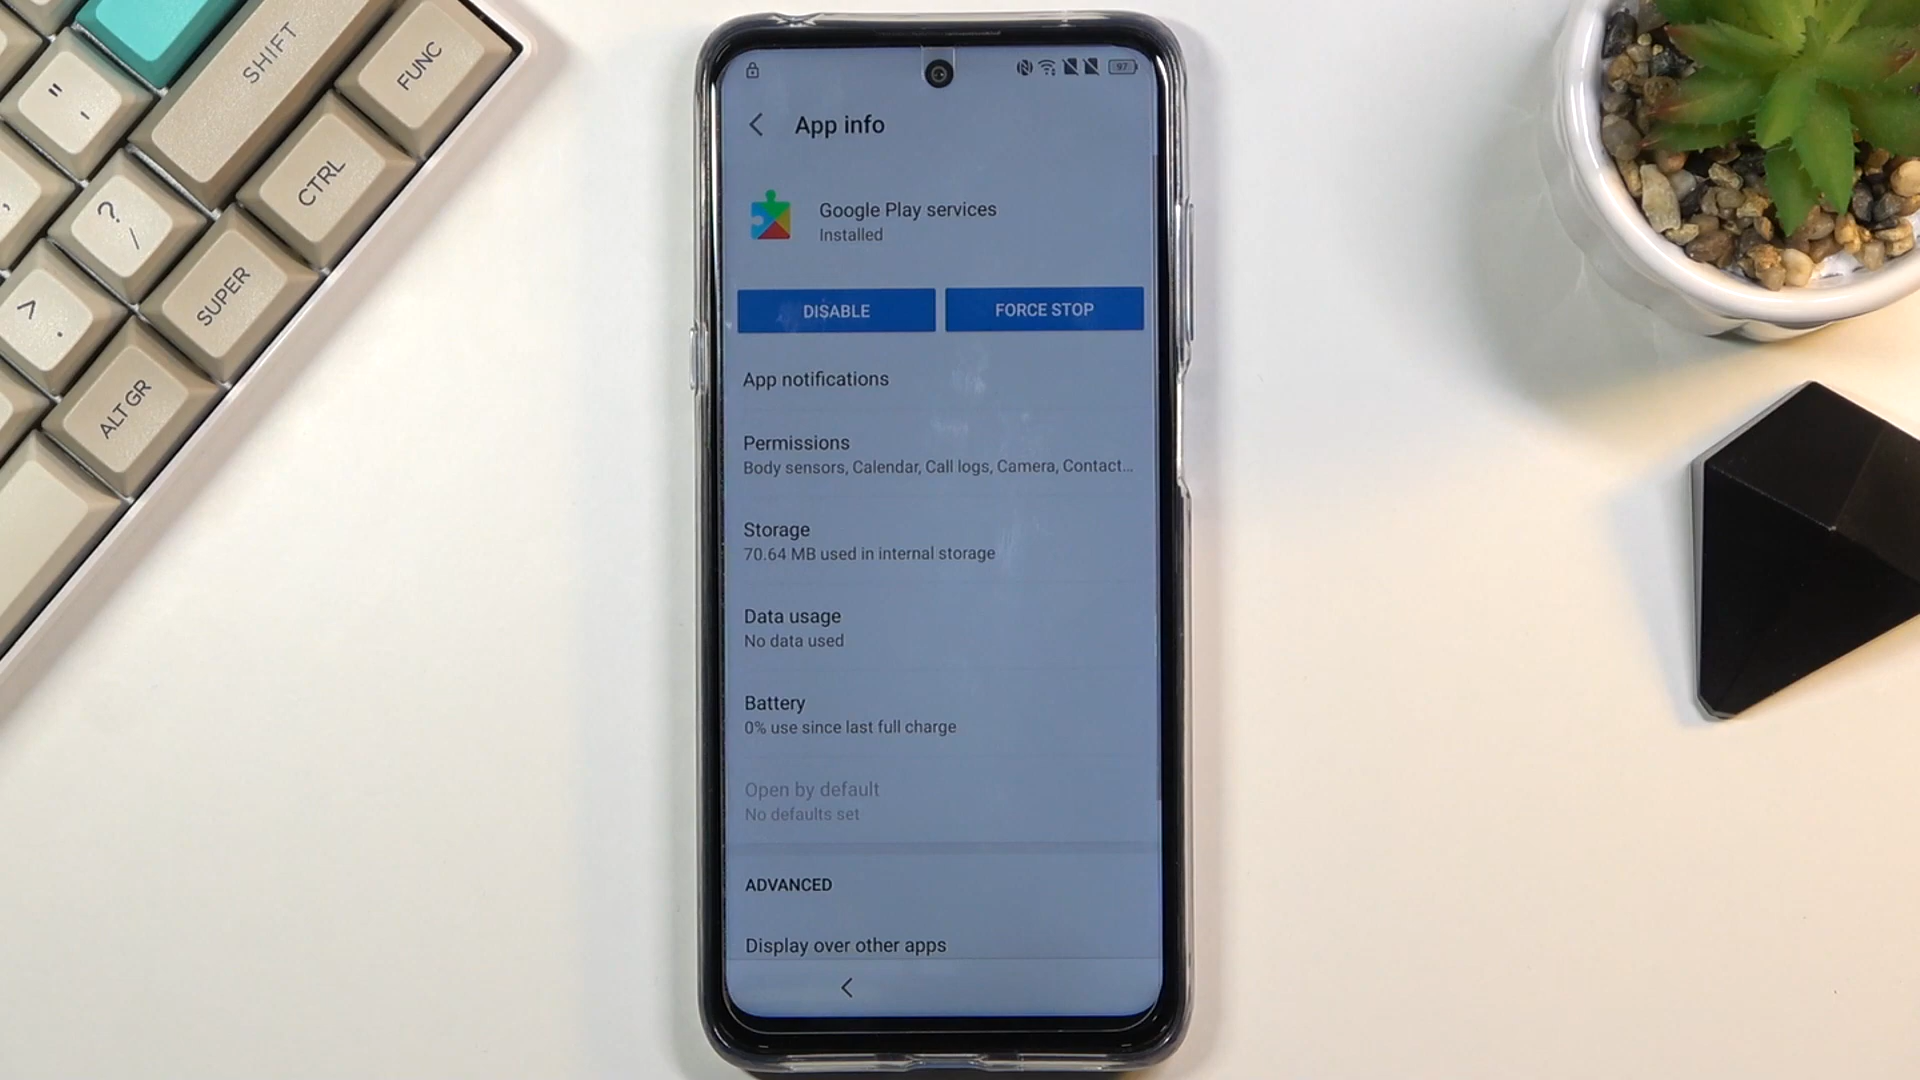 SHIFT
FUNC
"
'
CTRL
?
/
SUPER
>
.
ALT GR
,
97
App info
Google Play services
Installed
DISABLE
FORCE STOP
App notifications
Permissions
Body sensors, Calendar, Call logs, Camera, Contact...
Storage
70.64 MB used in internal storage
Data usage
No data used
Battery
0% use since last full charge
Open by default
No defaults set
ADVANCED
Display over other apps